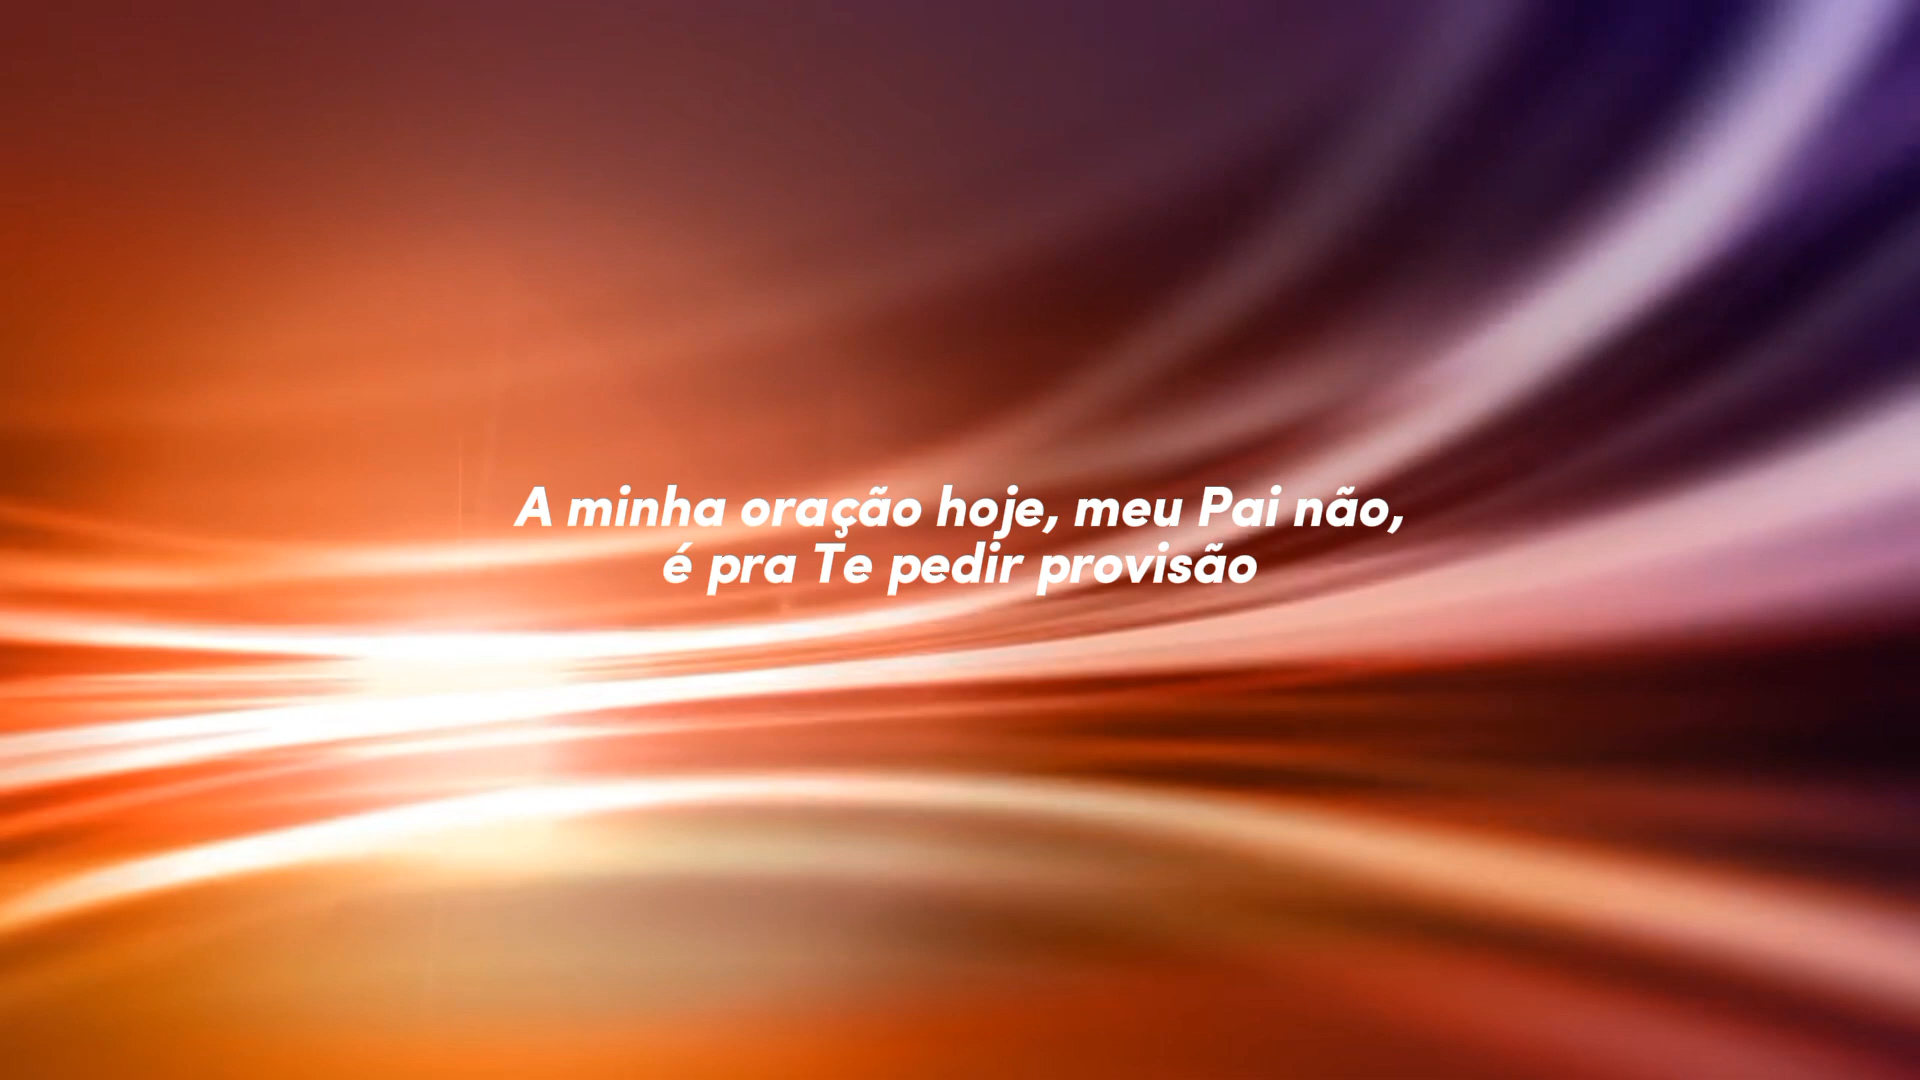 A minha oração hoje, meu Pai não,
é pra Te pedir provisão